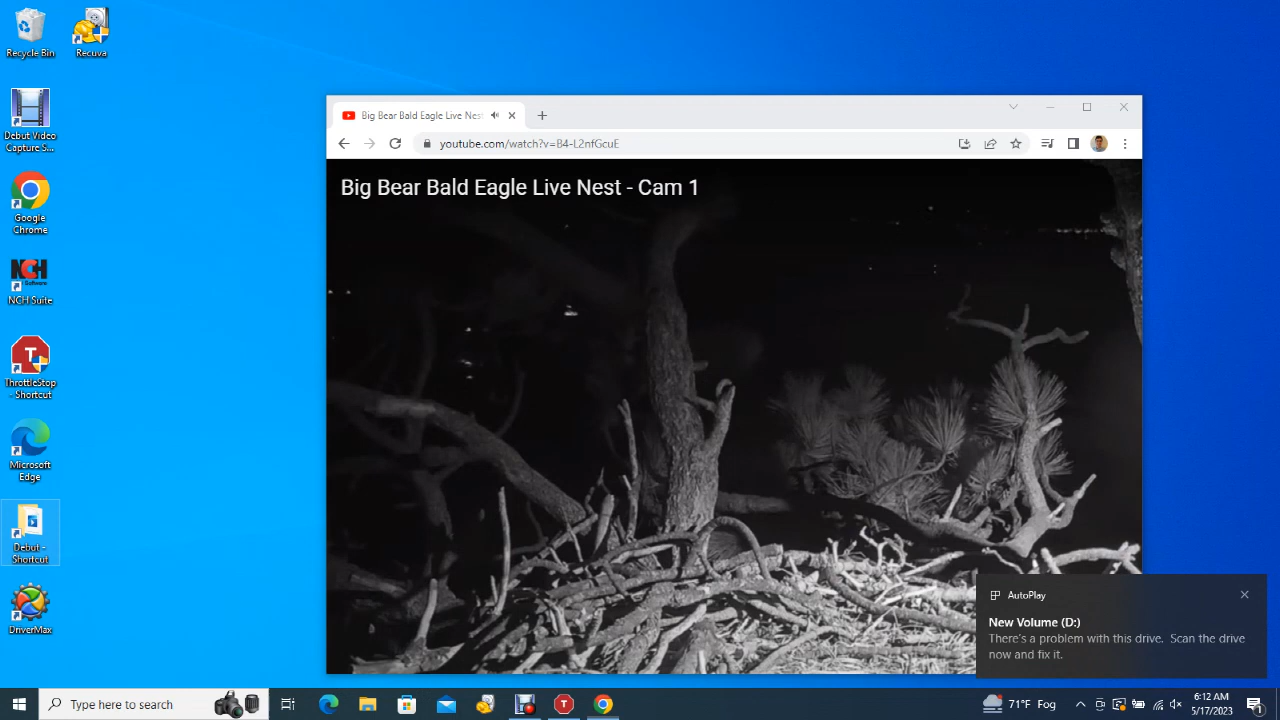 Recycle Bin
Recuva
Debut Video
Capture S...
Google
Chrome
NCH
Software
NCH Suite
T
ThrottleStop
- Shortcut
Microsoft
Edge
Debut -
Shortcut
DriverMax
Big Bear Bald Eagle Live Nest
youtube.com/watch?v=B4-L2nfGcuE
Big Bear Bald Eagle Live Nest - Cam 1
AutoPlay
New Volume (D:)
There's a problem with this drive. Scan the drive
now and fix it.
Type here to search
T
71°F Fog
6:12 AM
5/17/2023
1